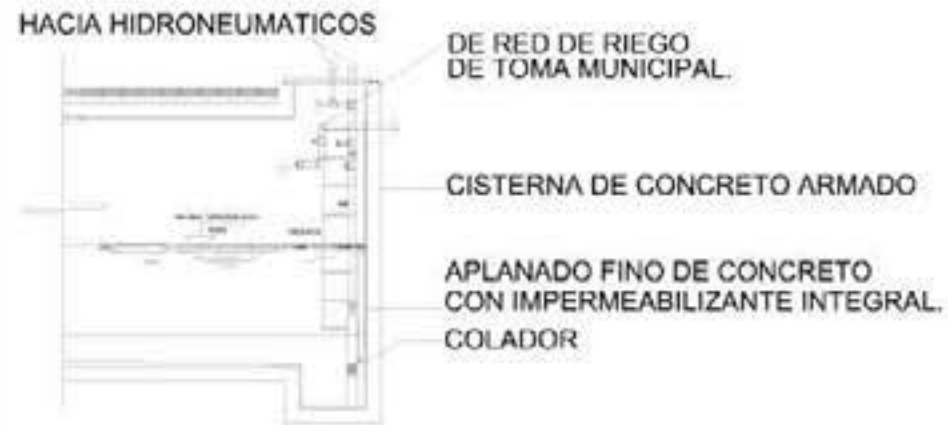 HACIA HIDRONEUMATICOS
DE RED DE RIEGO
DE TOMA MUNICIPAL.
CISTERNA DE CONCRETO ARMADO
APLANADO FINO DE CONCRETO
CON IMPERMEABILIZANTE INTEGRAL.
COLADOR